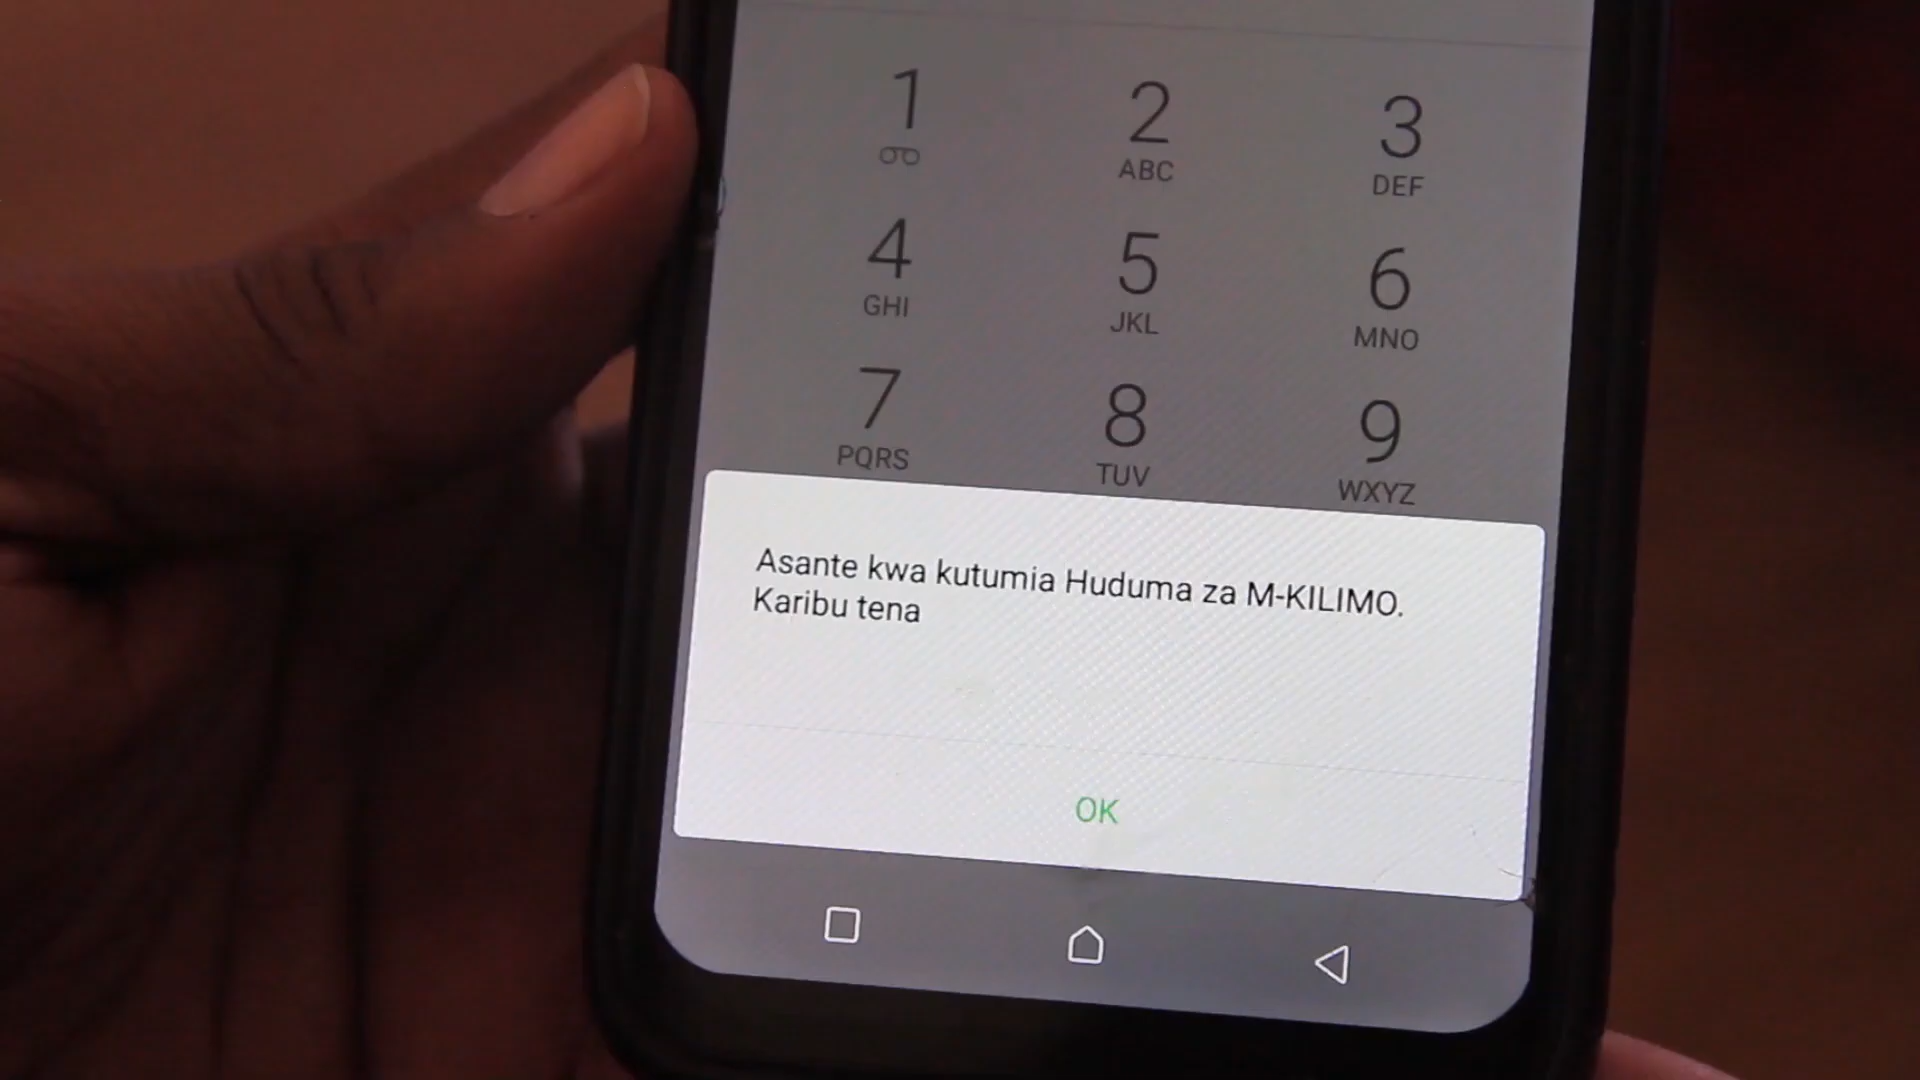 1 2 3
ABC DEF
4 5 6
GHI JKL MNO
7 8 9
PQRS TUV WXYZ
Asante kwa kutumia Huduma za M-KILIMO.
Karibu tena
OK